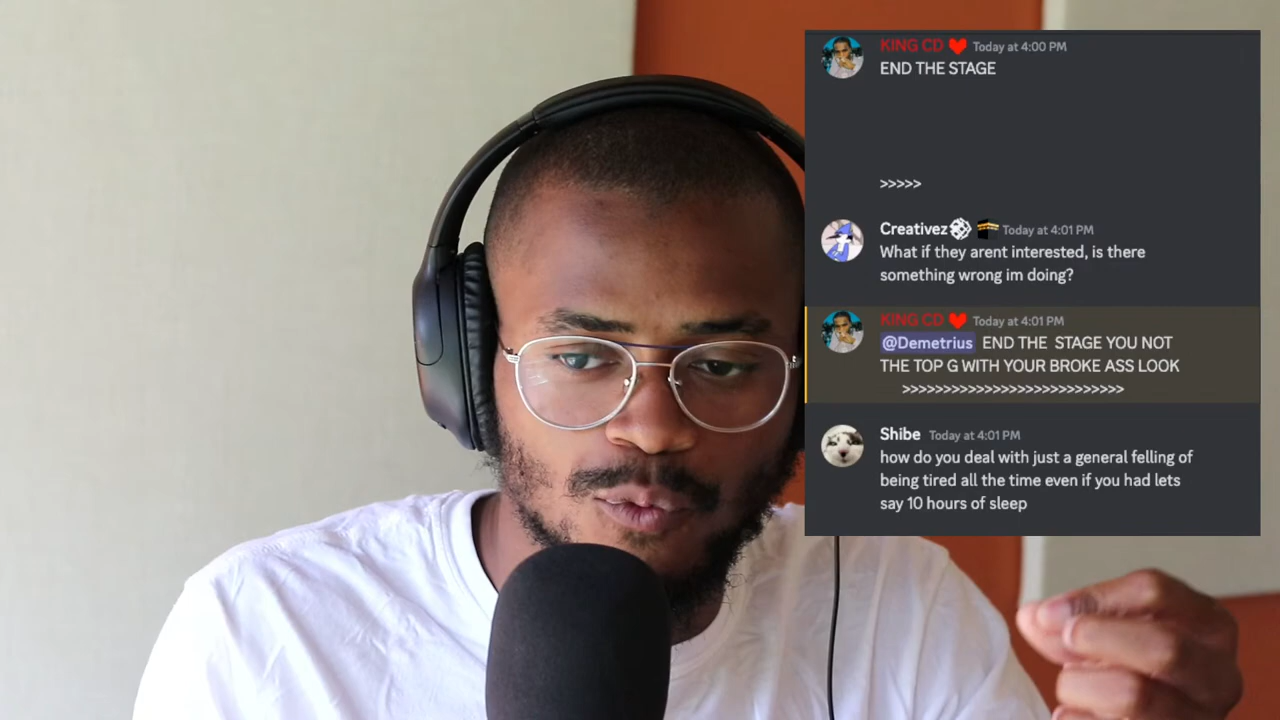 KING CD Today at 4:00 PM
END THE STAGE
>>>>>
Creativez Today at 4:01 PM
What if they arent interested, is there
something wrong im doing?
KING CD Today at 4:01 PM
@Demetrius END THE STAGE YOU NOT
THE TOP G WITH YOUR BROKE ASS LOOK
>>>>>>>>>>>>>>>>>>>>>>>>>>>
Shibe Today at 4:01 PM
how do you deal with just a general felling of
being tired all the time even if you had lets
say 10 hours of sleep